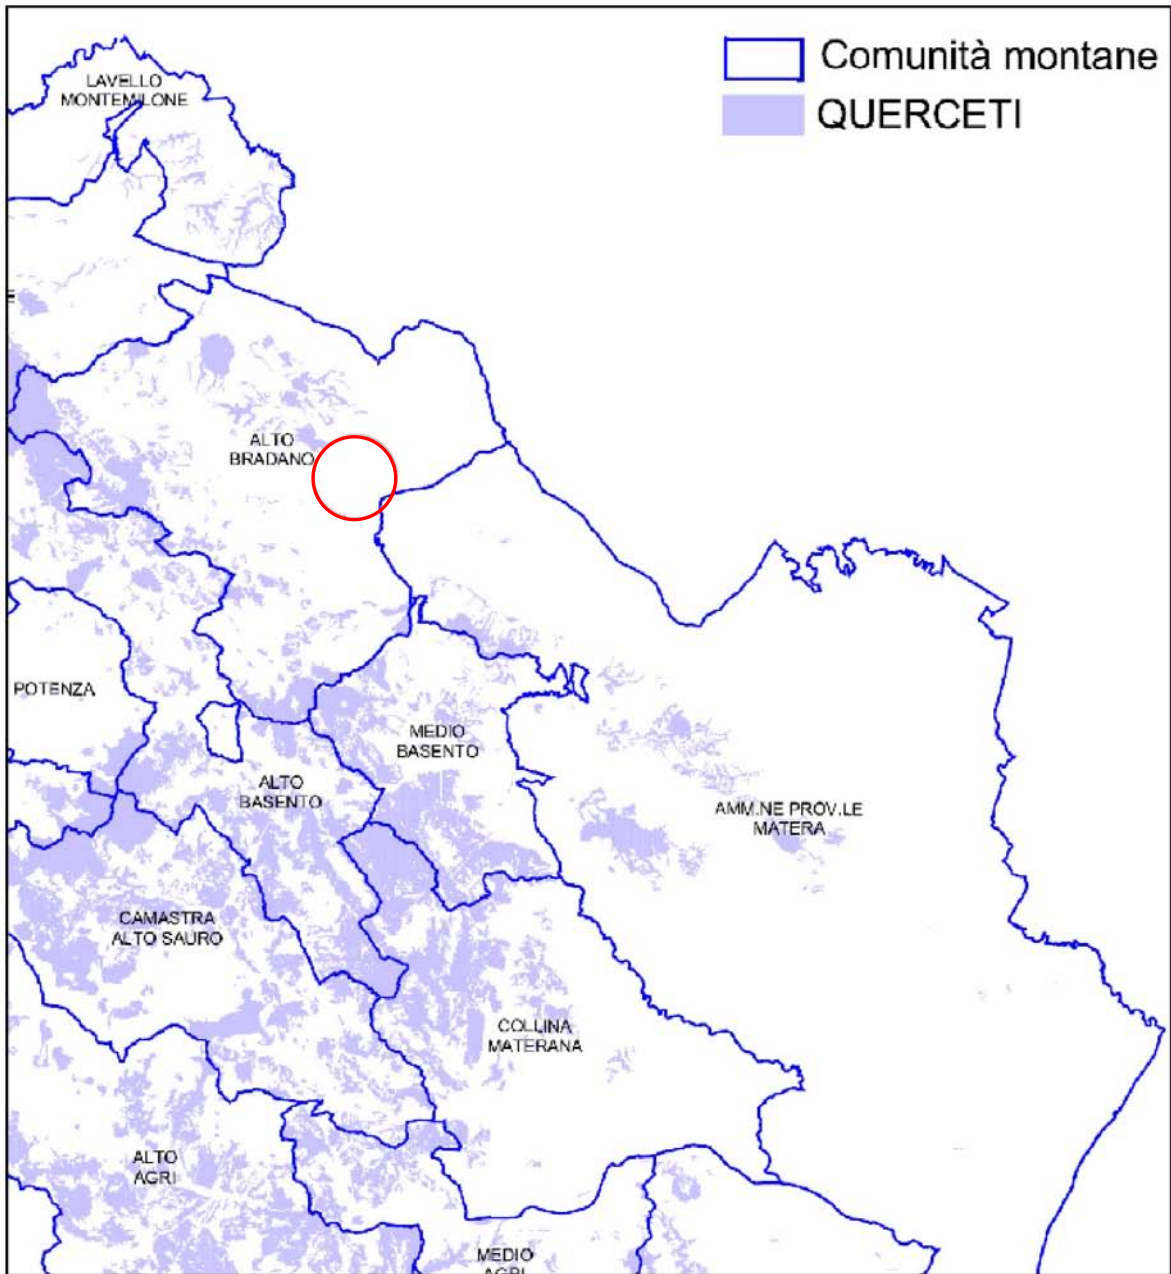 Comunità montane
QUERCETI
LAVELLO
MONTEMILONE
ALTO
BRADANO
POTENZA
MEDIO
BASENTO
ALTO
BASENTO
AMM.NE PROV.LE
MATERA
CAMASTRA
ALTO SAURO
COLLINA
MATERANA
ALTO
AGRI
MEDIO
AGRI